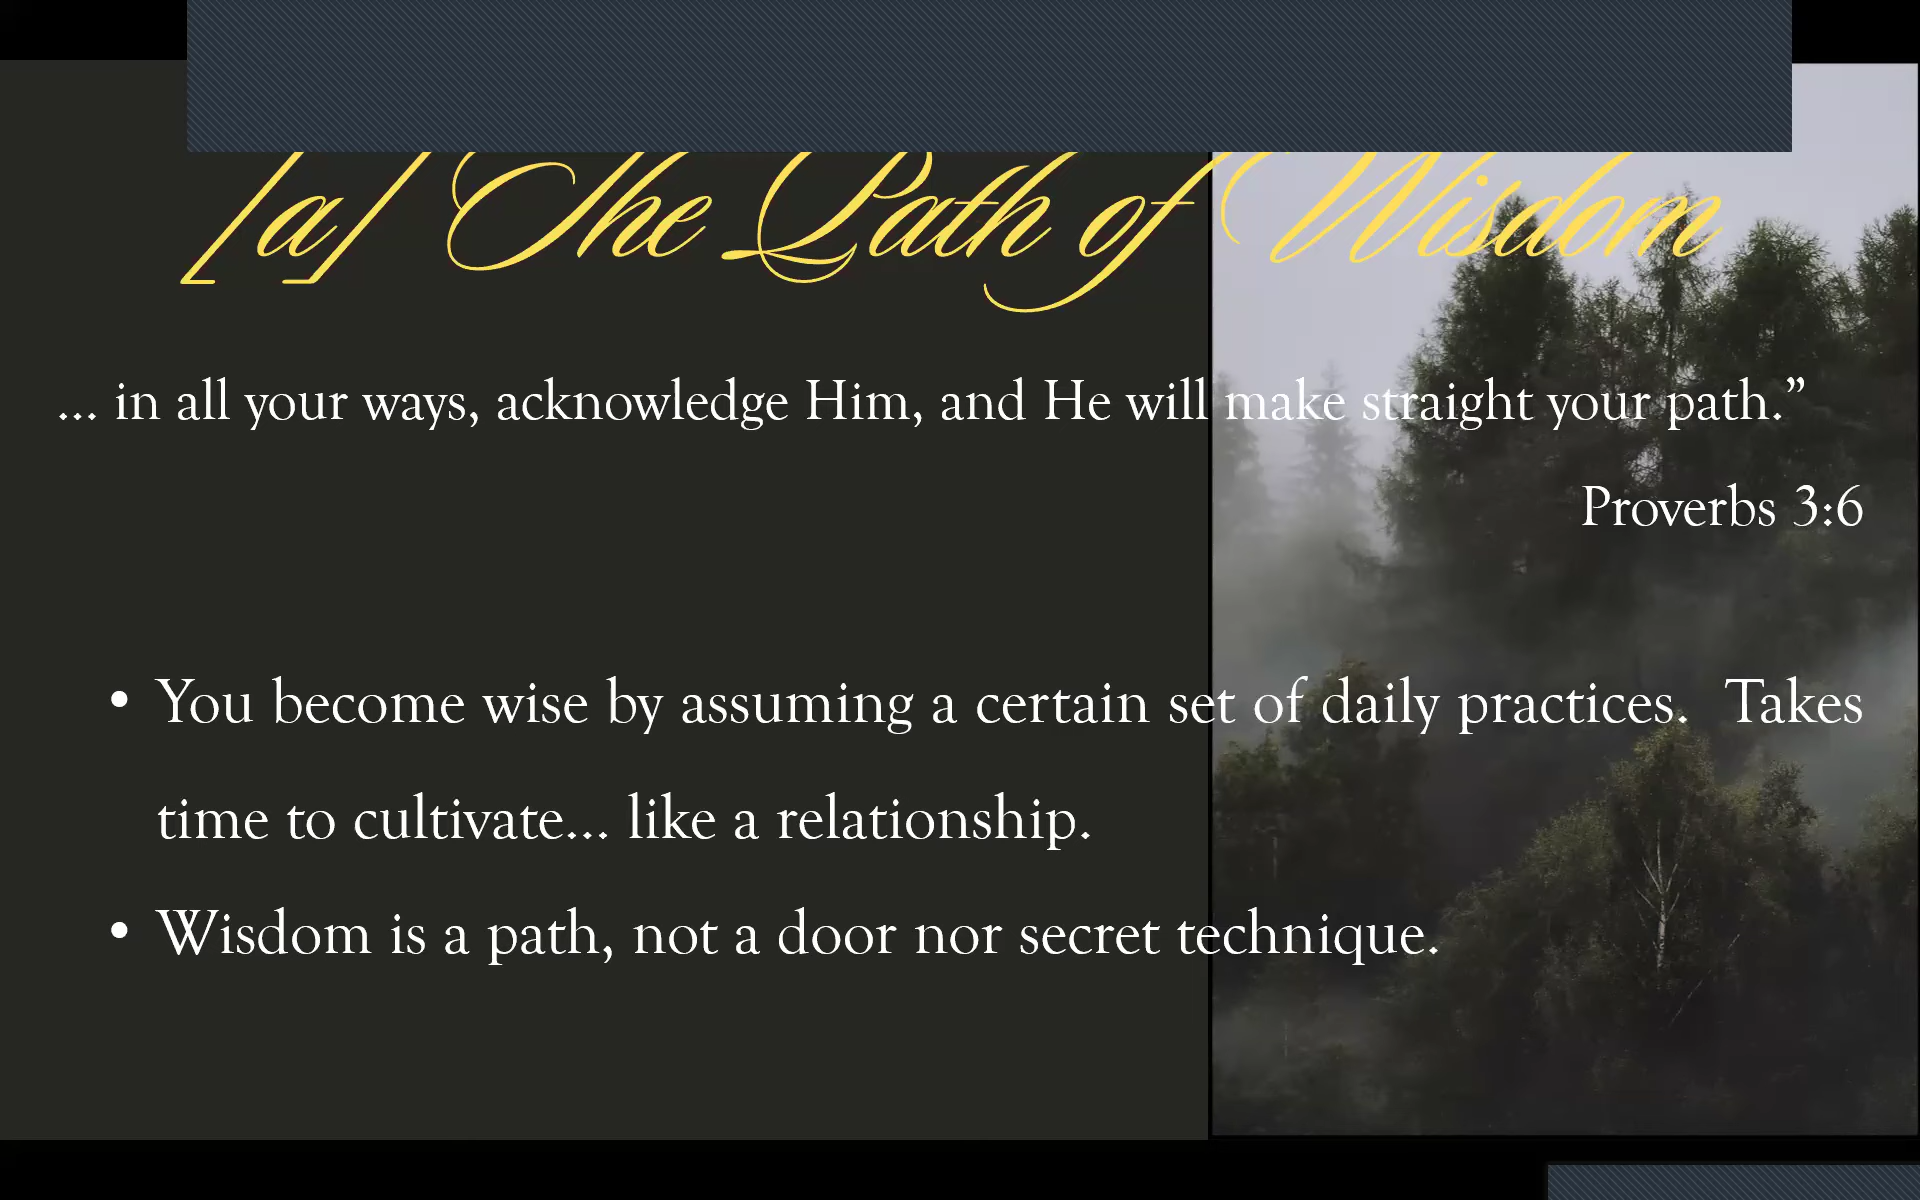 [a] The Path of Wisdom
... in all your ways, acknowledge Him, and He will make straight your path.”
Proverbs 3:6
• You become wise by assuming a certain set of daily practices.  Takes
time to cultivate... like a relationship.
• Wisdom is a path, not a door nor secret technique.